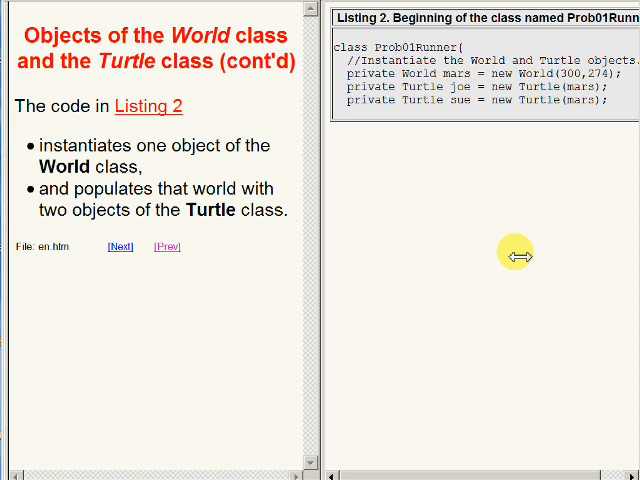 Objects of the World class
and the Turtle class (cont'd)
The code in Listing 2
• instantiates one object of the
World class,
• and populates that world with
two objects of the Turtle class.
File: en.htm [Next] [Prev]
Listing 2. Beginning of the class named Prob01Runn
class Prob01Runner{
//Instantiate the World and Turtle objects.
private World mars = new World(300,274);
private Turtle joe = new Turtle(mars);
private Turtle sue = new Turtle(mars);